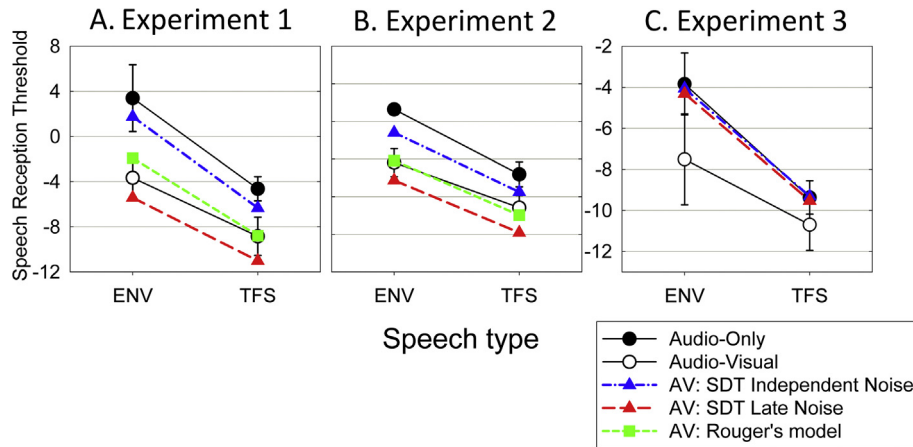 A. Experiment 1
B. Experiment 2
C. Experiment 3
Speech Reception Threshold
8
4
0
-4
-8
-12
-2
-4
-6
-8
-10
-12
ENV TFS
ENV TFS
ENV TFS
Speech type
Audio-Only
Audio-Visual
AV: SDT Independent Noise
AV: SDT Late Noise
AV: Rouger's model